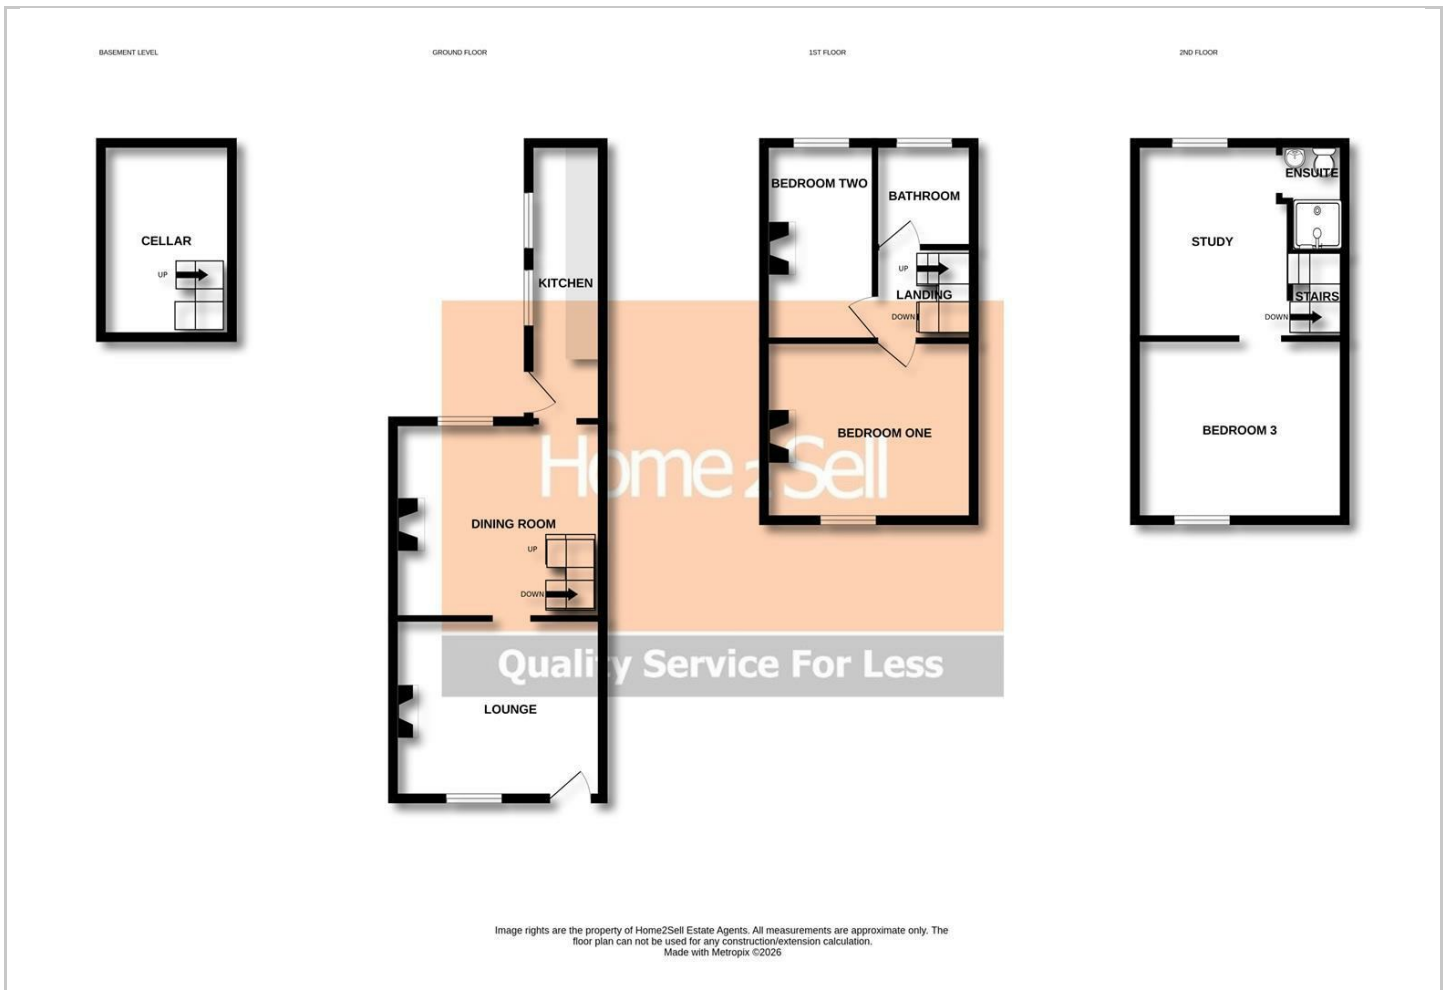 BASEMENT LEVEL
GROUND FLOOR
1ST FLOOR
2ND FLOOR
CELLAR
UP
KITCHEN
DINING ROOM
UP
DOWN
LOUNGE
BEDROOM TWO
BATHROOM
UP
LANDING
DOWN
BEDROOM ONE
ENSUITE
STUDY
STAIRS
DOWN
BEDROOM 3
Home2Sell
Quality Service For Less
Image rights are the property of Home2Sell Estate Agents. All measurements are approximate only. The
floor plan can not be used for any construction/extension calculation.
Made with Metropix ©2026